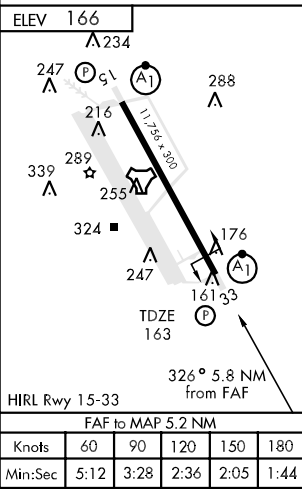 ELEV 166
234
247
P
15
A1
288
216
11,756 x 300
289
339
255
324
176
247
A1
161
33
TDZE
163
P
326° 5.8 NM
from FAF
HIRL Rwy 15-33
FAF to MAP 5.2 NM
Knots 60 90 120 150 180
Min:Sec 5:12 3:28 2:36 2:05 1:44